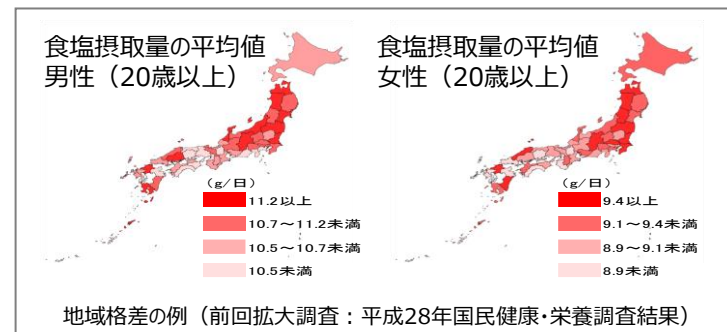 食塩摂取量の平均値
男性（20歳以上）
(g/日)
11.2以上
10.7～11.2未満
10.5～10.7未満
10.5未満
食塩摂取量の平均値
女性（20歳以上）
(g/日)
9.4以上
9.1～9.4未満
8.9～9.1未満
8.9未満
地域格差の例（前回拡大調査：平成28年国民健康・栄養調査結果）